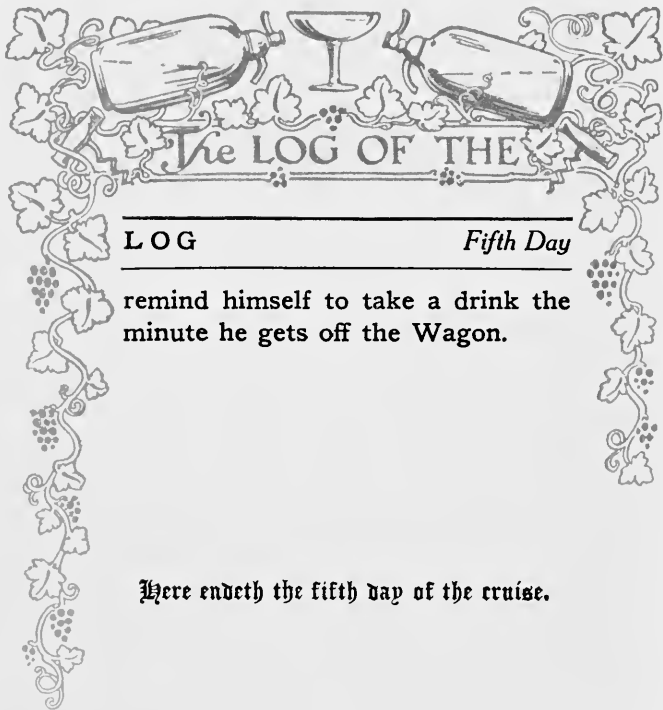 The LOG OF THE
LOG Fifth Day
remind himself to take a drink the
minute he gets off the Wagon.
Here endeth the fifth day of the cruise.